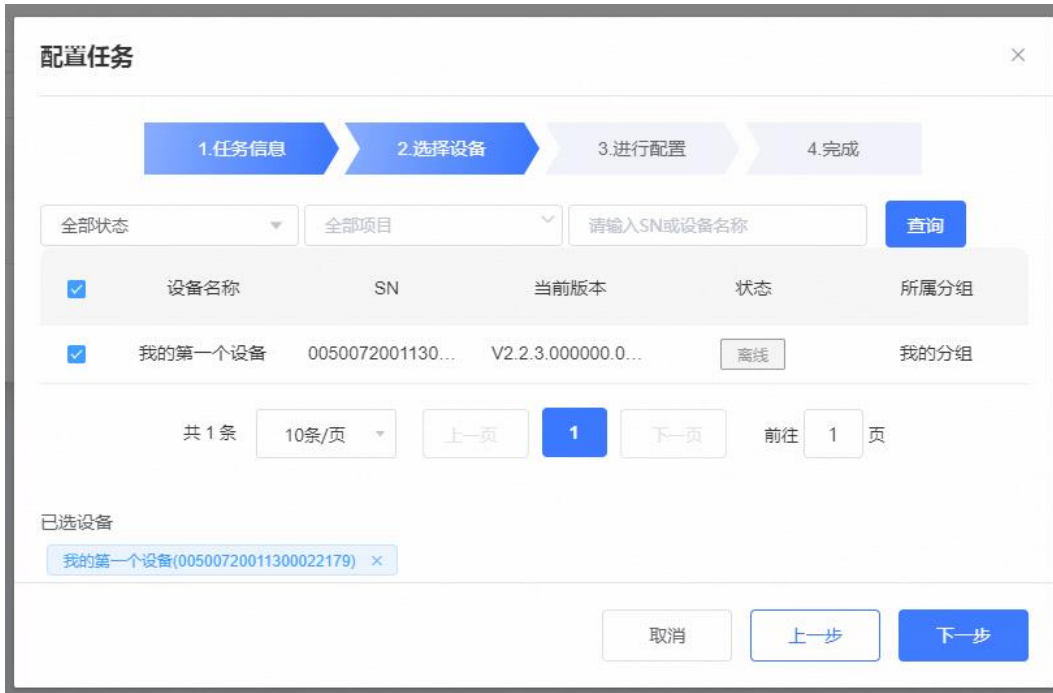 配置任务
1.任务信息 2.选择设备 3.进行配置 4.完成
全部状态 全部项目 请输入SN或设备名称 查询
设备名称 SN 当前版本 状态 所属分组
我的第一个设备 0050072001130... V2.2.3.000000.0... 离线 我的分组
共 1 条 10条/页 上一页 1 下一页 前往 1 页
已选设备
我的第一个设备(00500720011300022179) ×
取消 上一步 下一步